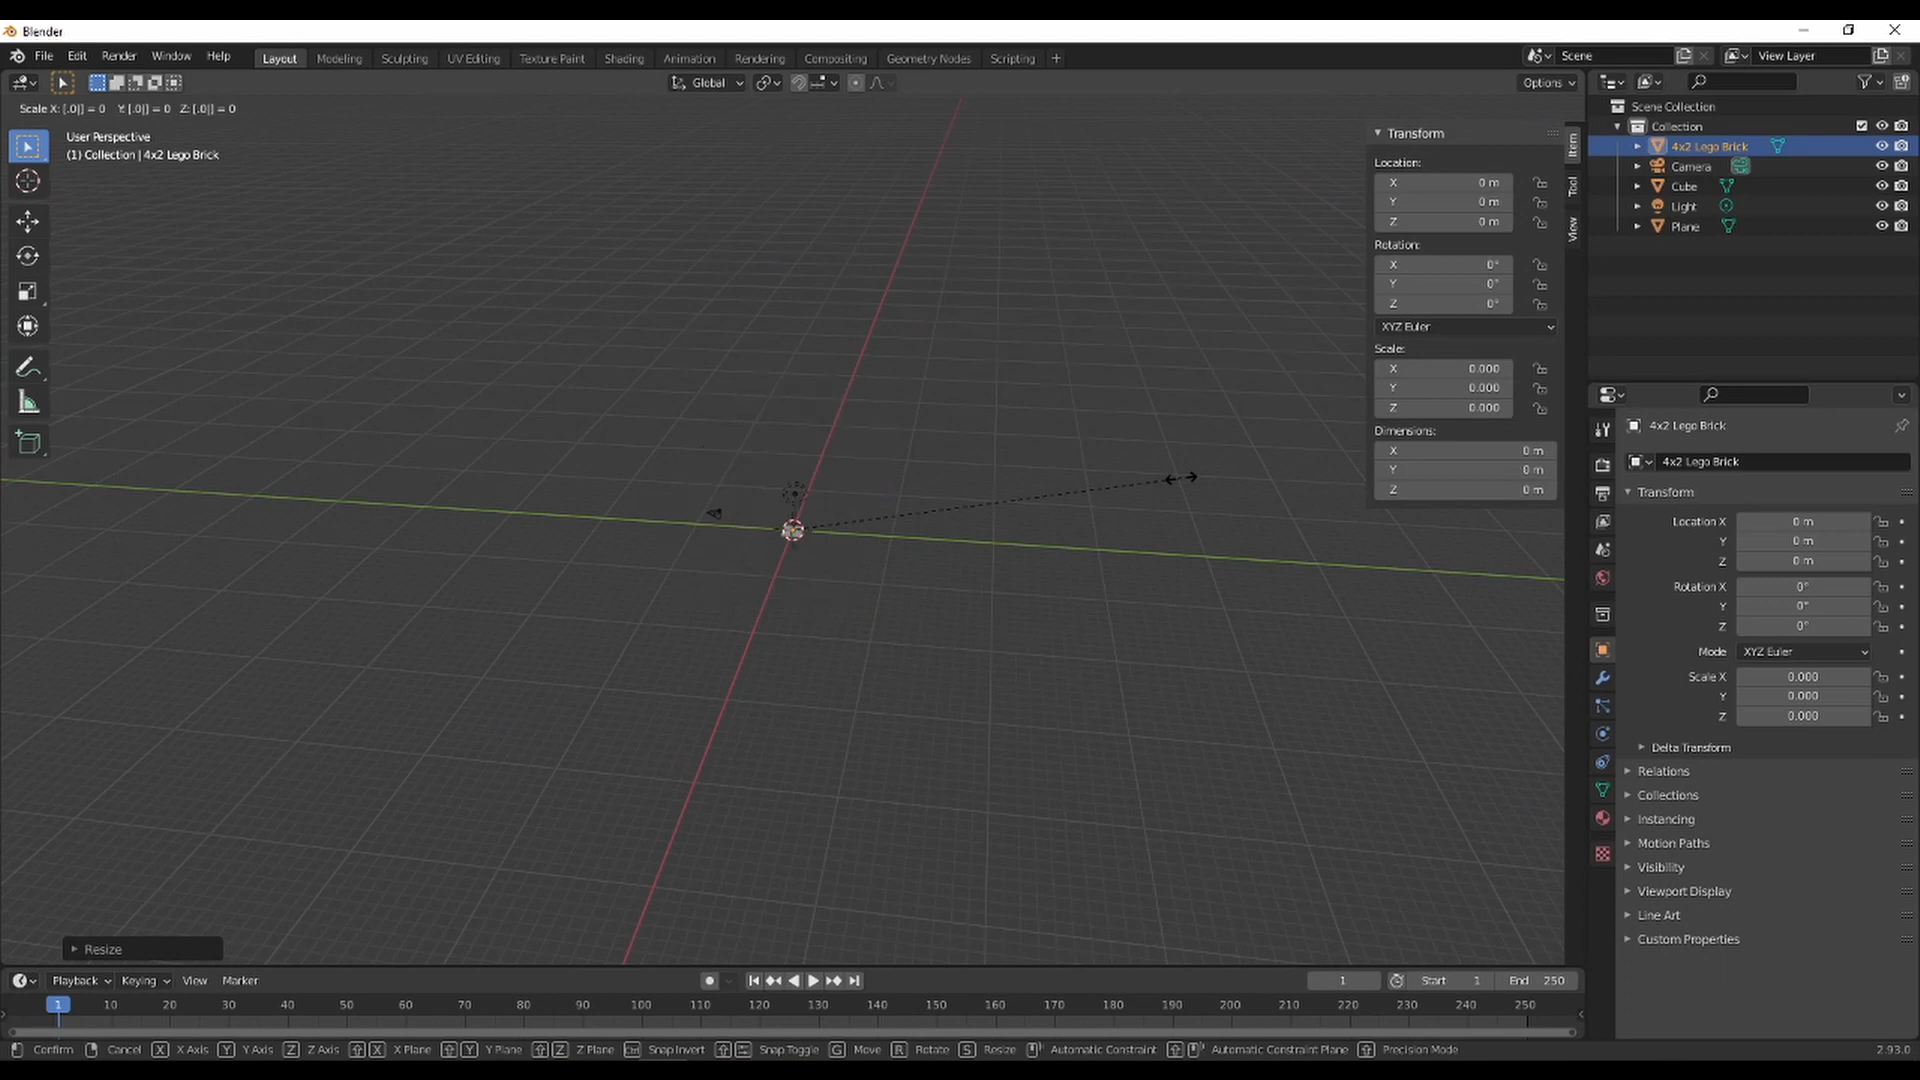 Blender
File Edit Render Window Help Layout Modeling Sculpting UV Editing Texture Paint Shading Animation Rendering Compositing Geometry Nodes Scripting + Scene View Layer
Global Options
Scale X: [.0|] = 0 Y: [.0|] = 0 Z: [.0|] = 0
User Perspective
(1) Collection | 4x2 Lego Brick
Transform
Location:
X 0 m
Y 0 m
Z 0 m
Rotation:
X 0°
Y 0°
Z 0°
XYZ Euler
Scale:
X 0.000
Y 0.000
Z 0.000
Dimensions:
X 0 m
Y 0 m
Z 0 m
Item
Tool
View
Scene Collection
Collection
4x2 Lego Brick
Camera
Cube
Light
Plane
4x2 Lego Brick
4x2 Lego Brick
Transform
Location X 0 m
Y 0 m
Z 0 m
Rotation X 0°
Y 0°
Z 0°
Mode XYZ Euler
Scale X 0.000
Y 0.000
Z 0.000
Delta Transform
Relations
Collections
Instancing
Motion Paths
Visibility
Viewport Display
Line Art
Custom Properties
Resize
Playback Keying View Marker 1 Start 1 End 250
1 10 20 30 40 50 60 70 80 90 100 110 120 130 140 150 160 170 180 190 200 210 220 230 240 250
Confirm Cancel X X Axis Y Y Axis Z Z Axis X X Plane Y Y Plane Z Z Plane Ctrl Snap Invert Snap Toggle G Move R Rotate S Resize Automatic Constraint Automatic Constraint Plane Precision Mode 2.93.0